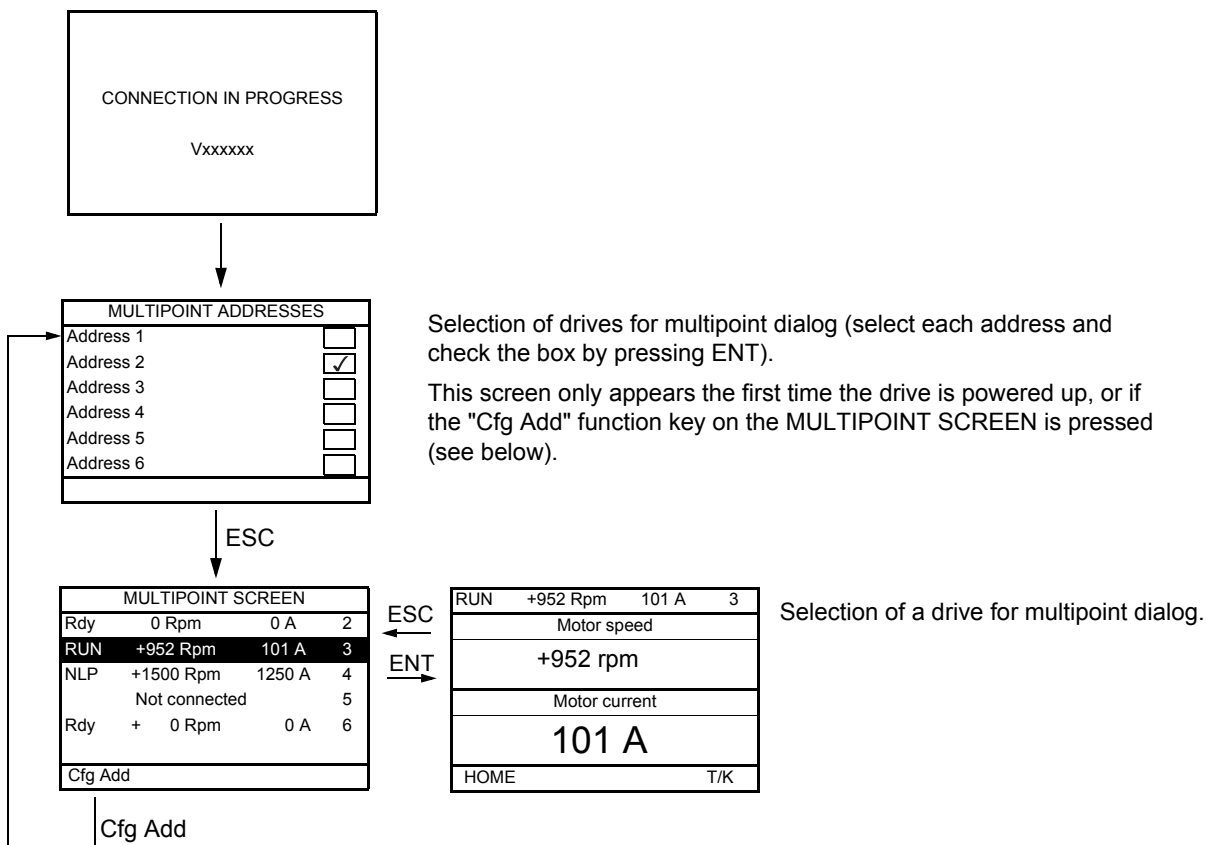 CONNECTION IN PROGRESS
Vxxxxxx
MULTIPOINT ADDRESSES
Address 1
Address 2 ✓
Address 3
Address 4
Address 5
Address 6
Selection of drives for multipoint dialog (select each address and
check the box by pressing ENT).
This screen only appears the first time the drive is powered up, or if
the "Cfg Add" function key on the MULTIPOINT SCREEN is pressed
(see below).
ESC
MULTIPOINT SCREEN
Rdy 0 Rpm 0 A 2
RUN +952 Rpm 101 A 3
NLP +1500 Rpm 1250 A 4
Not connected 5
Rdy + 0 Rpm 0 A 6
Cfg Add
ESC
ENT
RUN +952 Rpm 101 A 3
Motor speed
+952 rpm
Motor current
101 A
HOME T/K
Selection of a drive for multipoint dialog.
Cfg Add